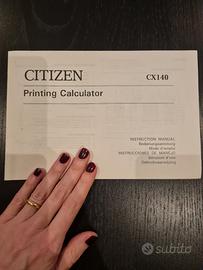 CITIZEN
CX140
Printing Calculator
INSTRUCTION MANUAL
Bedienungsanleitung
Mode d'emploi
INSTRUCCIONES DE MANEJO
Istruzioni d'uso
Gebruiksaanwijzing
subito